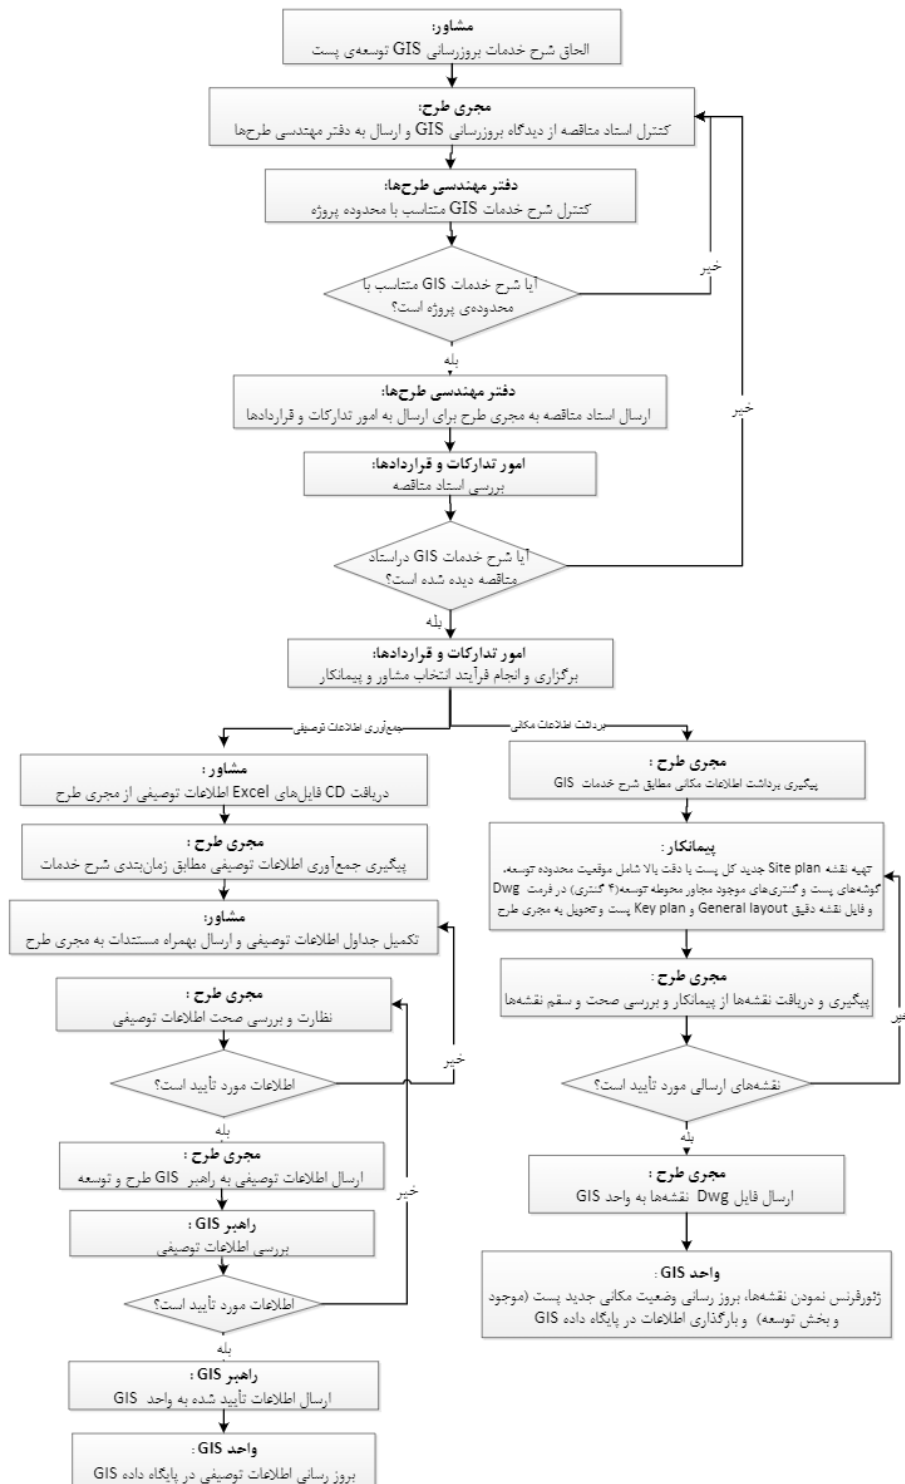 مشاور:
الحاق شرح خدمات بروزرسانی GIS توسعه‌ی پست
مجری طرح:
کنترل اسناد مناقصه از دیدگاه بروزرسانی GIS و ارسال به دفتر مهندسی طرح‌ها
دفتر مهندسی طرح‌ها:
کنترل شرح خدمات GIS متناسب با محدوده پروژه
آیا شرح خدمات GIS متناسب با
محدوده‌ی پروژه است؟
خیر
بله
دفتر مهندسی طرح‌ها:
ارسال اسناد مناقصه به مجری طرح برای ارسال به امور تدارکات و قراردادها
خیر
امور تدارکات و قراردادها:
بررسی اسناد مناقصه
آیا شرح خدمات GIS دراسناد
مناقصه دیده شده است؟
بله
امور تدارکات و قراردادها:
برگزاری و انجام فرآیند انتخاب مشاور و پیمانکار
برداشت اطلاعات مکانی
جمع‌آوری اطلاعات توصیفی
مجری طرح :
پیگیری برداشت اطلاعات مکانی مطابق شرح خدمات GIS
پیمانکار :
تهیه نقشه Site plan جدید کل پست با دقت بالا شامل موقعیت محدوده توسعه،
گوشه‌های پست و گنتری‌های موجود مجاور محوطه توسعه(۴ گنتری) در فرمت Dwg
و فایل نقشه دقیق General layout و Key plan پست و تحویل به مجری طرح
مجری طرح :
پیگیری و دریافت نقشه‌ها از پیمانکار و بررسی صحت و سقم نقشه‌ها
خیر
نقشه‌های ارسالی مورد تأیید است؟
بله
مجری طرح :
ارسال فایل Dwg نقشه‌ها به واحد GIS
واحد GIS :
ژئورفرنس نمودن نقشه‌ها، بروز رسانی وضعیت مکانی جدید پست (موجود
و بخش توسعه) و بارگذاری اطلاعات در پایگاه داده GIS
مشاور :
دریافت CD فایل‌های Excel اطلاعات توصیفی از مجری طرح
مجری طرح :
پیگیری جمع‌آوری اطلاعات توصیفی مطابق زمان‌بندی شرح خدمات
مشاور:
تکمیل جداول اطلاعات توصیفی و ارسال بهمراه مستندات به مجری طرح
مجری طرح :
نظارت و بررسی صحت اطلاعات توصیفی
خیر
اطلاعات مورد تأیید است؟
بله
مجری طرح :
ارسال اطلاعات توصیفی به راهبر GIS طرح و توسعه
خیر
راهبر GIS :
بررسی اطلاعات توصیفی
اطلاعات مورد تأیید است؟
بله
راهبر GIS :
ارسال اطلاعات تأیید شده به واحد GIS
واحد GIS :
بروز رسانی اطلاعات توصیفی در پایگاه داده GIS